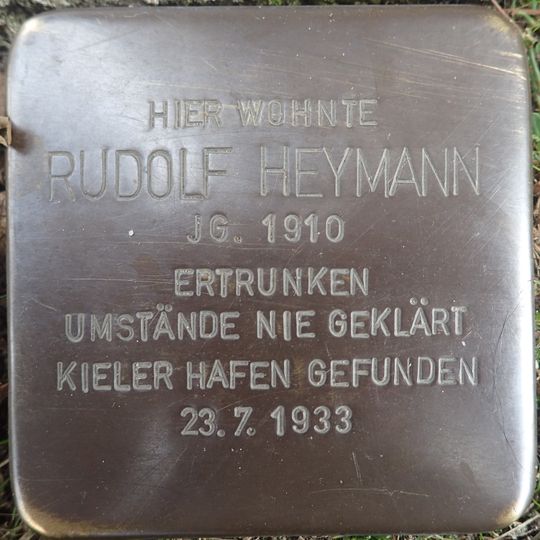 HIER WOHNTE
RUDOLF HEYMANN
JG. 1910
ERTRUNKEN
UMSTÄNDE NIE GEKLÄRT
KIELER HAFEN GEFUNDEN
23.7. 1933